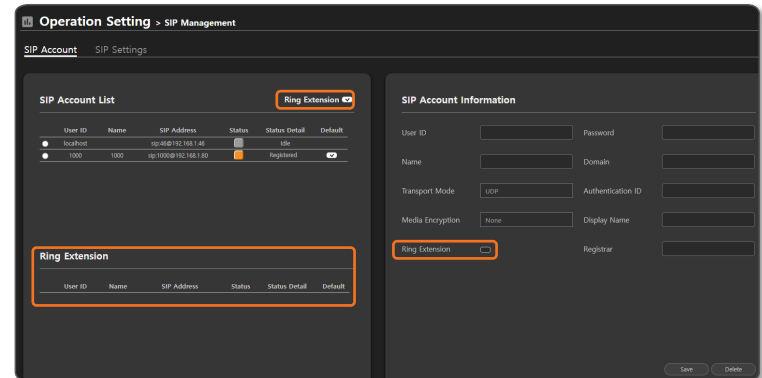 Operation Setting > SIP Management
SIP Account SIP Settings
SIP Account List Ring Extension
User ID Name SIP Address Status Status Detail Default
localhost sip:46@192.168.1.46 Idle
1000 1000 sip:1000@192.168.1.80 Registered
Ring Extension
User ID Name SIP Address Status Status Detail Default
SIP Account Information
User ID Password
Name Domain
Transport Mode UDP Authentication ID
Media Encryption None Display Name
Ring Extension Registrar
Save Delete